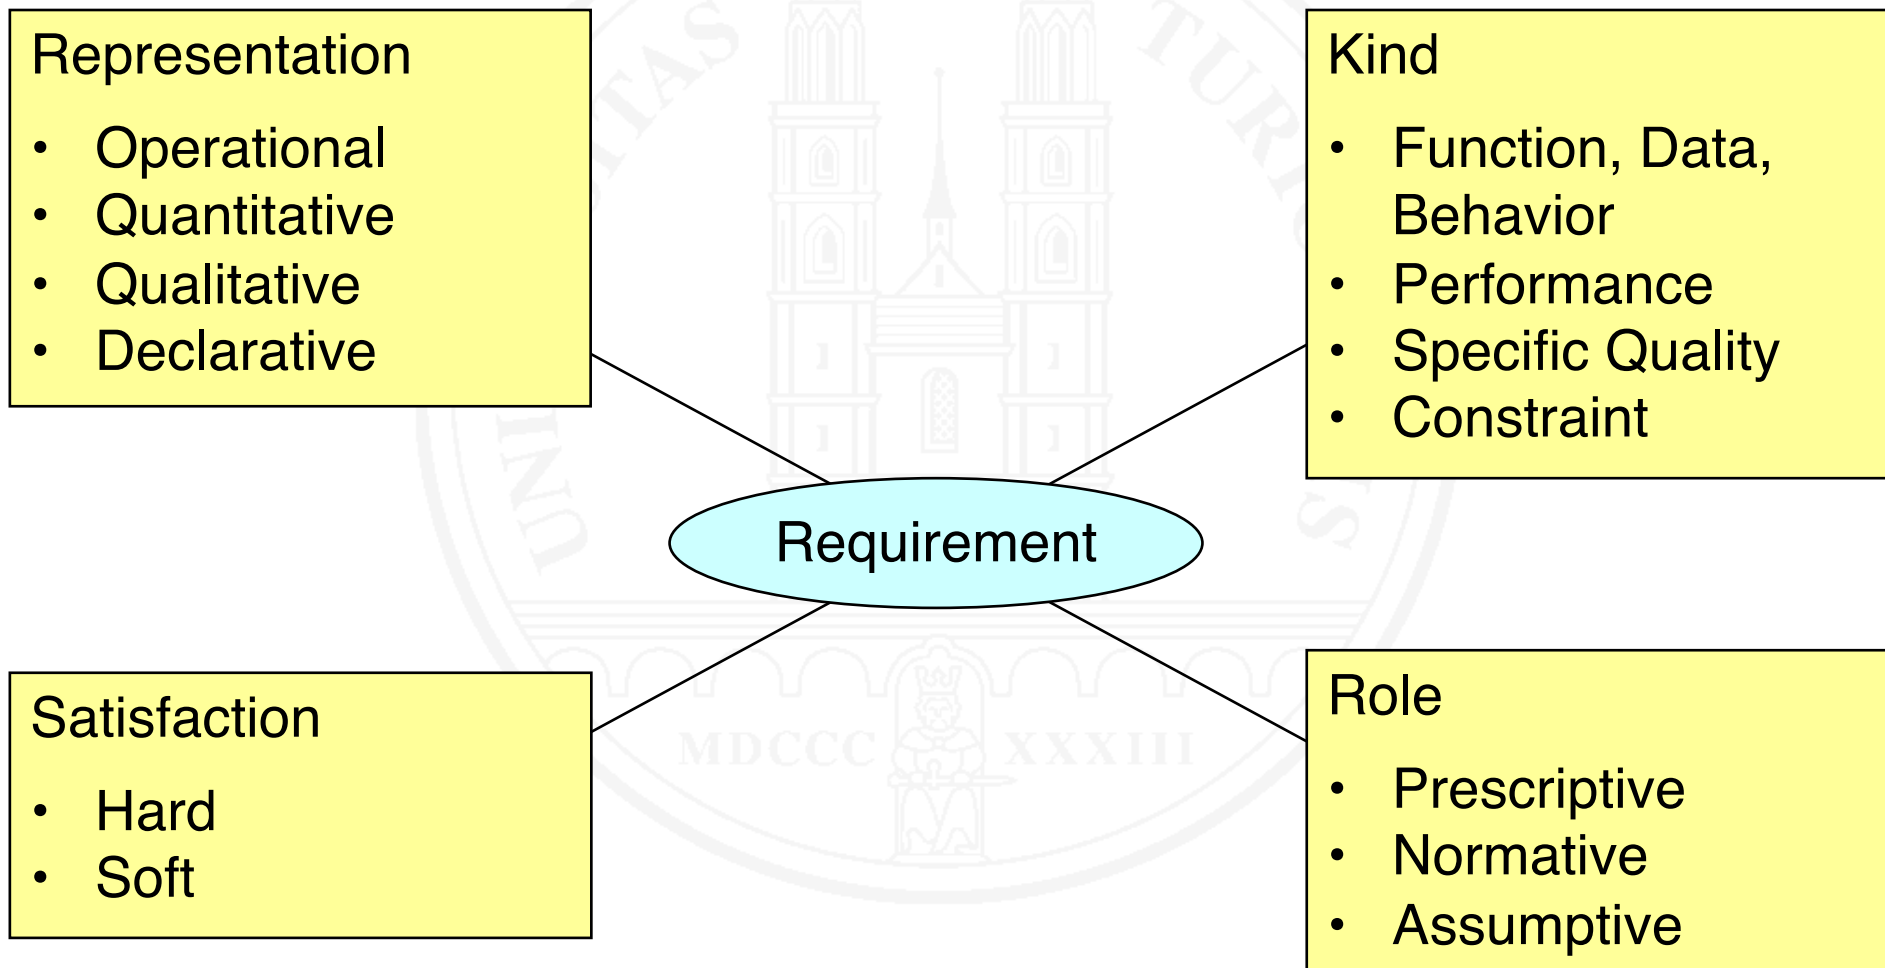 Representation
• Operational
• Quantitative
• Qualitative
• Declarative
Kind
• Function, Data,
Behavior
• Performance
• Specific Quality
• Constraint
Requirement
Satisfaction
• Hard
• Soft
Role
• Prescriptive
• Normative
• Assumptive
MDCCC XXXIII